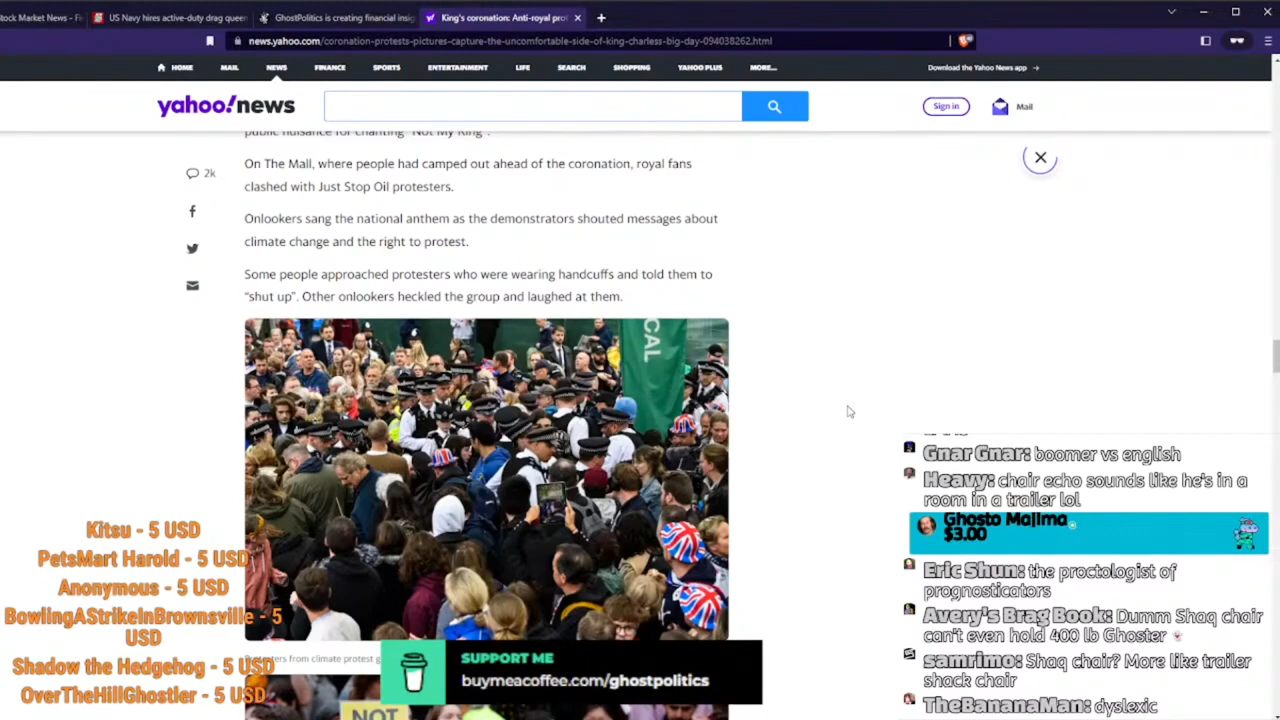 tock Market News - Fi
US Navy hires active-duty drag queen
GhostPolitics is creating financial insig
King's coronation: Anti-royal prot
news.yahoo.com/coronation-protests-pictures-capture-the-uncomfortable-side-of-king-charless-big-day-094038262.html
HOME MAIL NEWS FINANCE SPORTS ENTERTAINMENT LIFE SEARCH SHOPPING YAHOO PLUS MORE...
Download the Yahoo News app →
yahoo!news
Sign in
Mail
public nuisance for chanting "Not My King".
On The Mall, where people had camped out ahead of the coronation, royal fans
clashed with Just Stop Oil protesters.
2k
Onlookers sang the national anthem as the demonstrators shouted messages about
climate change and the right to protest.
Some people approached protesters who were wearing handcuffs and told them to
“shut up”. Other onlookers heckled the group and laughed at them.
CAL
Kitsu - 5 USD
PetsMart Harold - 5 USD
Anonymous - 5 USD
BowlingAStrikeInBrownsville - 5
USD
Shadow the Hedgehog - 5 USD
OverTheHillGhostler - 5 USD
from climate protest g
SUPPORT ME
buymeacoffee.com/ghostpolitics
NOT
Gnar Gnar: boomer vs english
Heavy: chair echo sounds like he's in a
room in a trailer lol
Ghosto Majima
$3.00
Eric Shun: the proctologist of
prognosticators
Avery's Brag Book: Dumm Shaq chair
can't even hold 400 lb Ghoster
samrimo: Shaq chair? More like trailer
shack chair
TheBananaMan: dyslexic